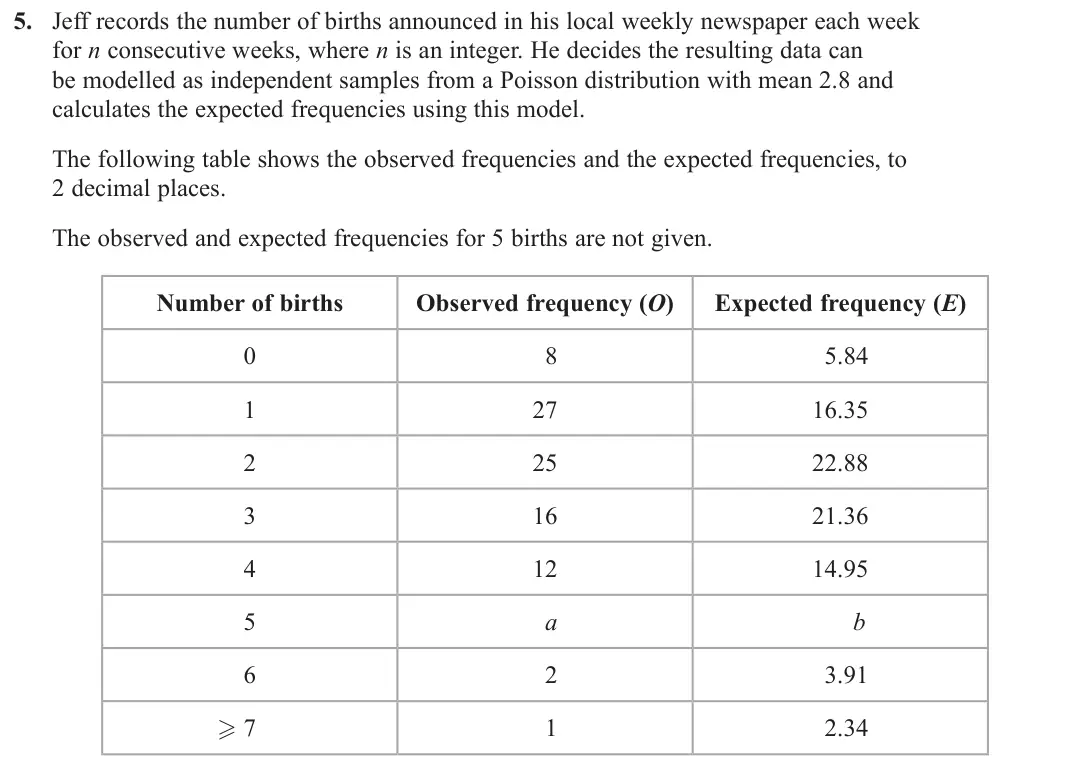 5. Jeff records the number of births announced in his local weekly newspaper each week
for n consecutive weeks, where n is an integer. He decides the resulting data can
be modelled as independent samples from a Poisson distribution with mean 2.8 and
calculates the expected frequencies using this model.
The following table shows the observed frequencies and the expected frequencies, to
2 decimal places.
The observed and expected frequencies for 5 births are not given.
Number of births Observed frequency (O) Expected frequency (E)
0 8 5.84
1 27 16.35
2 25 22.88
3 16 21.36
4 12 14.95
5 a b
6 2 3.91
⩾ 7 1 2.34